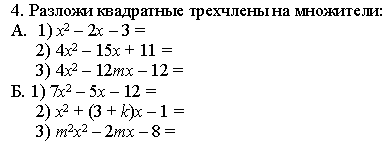 4. Разложи квадратные трехчлены на множители:
А. 1) x² – 2x – 3 =
2) 4x² – 15x + 11 =
3) 4x² – 12mx – 12 =
Б. 1) 7x² – 5x – 12 =
2) x² + (3 + k)x – 1 =
3) m²x² – 2mx – 8 =